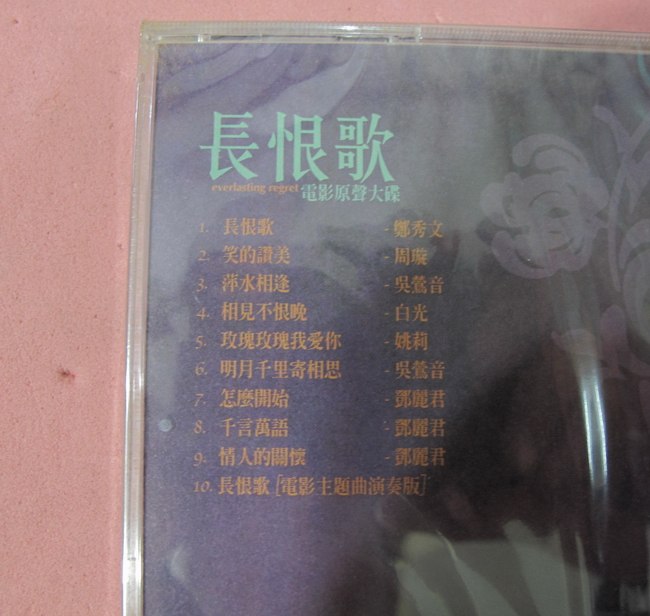 長恨歌
everlasting regret 電影原聲大碟
1. 長恨歌 - 鄭秀文
2. 笑的讚美 - 周璇
3. 萍水相逢 - 吳鶯音
4. 相見不恨晚 - 白光
5. 玫瑰玫瑰我愛你 - 姚莉
6. 明月千里寄相思 - 吳鶯音
7. 怎麼開始 - 鄧麗君
8. 千言萬語 - 鄧麗君
9. 情人的關懷 - 鄧麗君
10. 長恨歌 [電影主題曲演奏版]